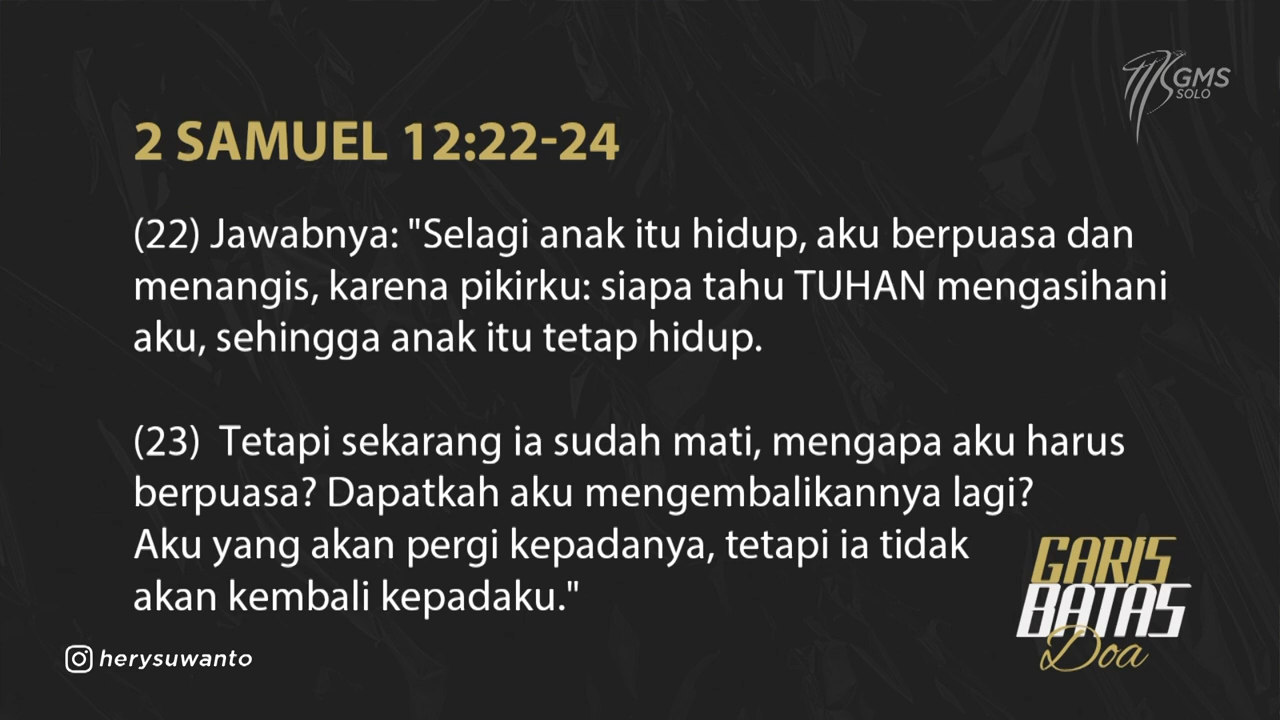 GMS
SOLO
2 SAMUEL 12:22-24
(22) Jawabnya: "Selagi anak itu hidup, aku berpuasa dan
menangis, karena pikirku: siapa tahu TUHAN mengasihani
aku, sehingga anak itu tetap hidup.
(23)  Tetapi sekarang ia sudah mati, mengapa aku harus
berpuasa? Dapatkah aku mengembalikannya lagi?
Aku yang akan pergi kepadanya, tetapi ia tidak
akan kembali kepadaku."
GARIS
BATAS
Doa
herysuwanto